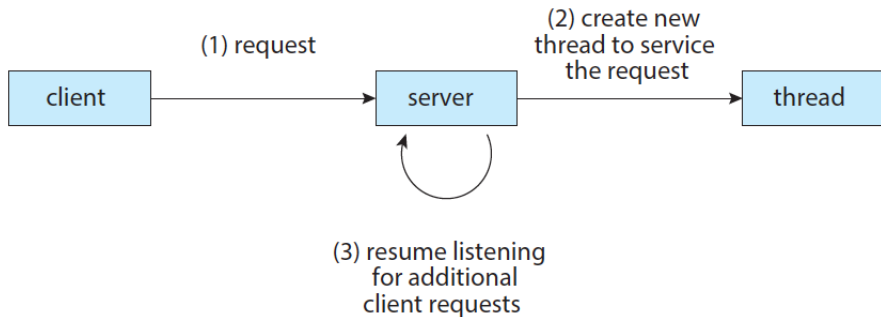 (1) request
(2) create new
thread to service
the request
client
server
thread
(3) resume listening
for additional
client requests